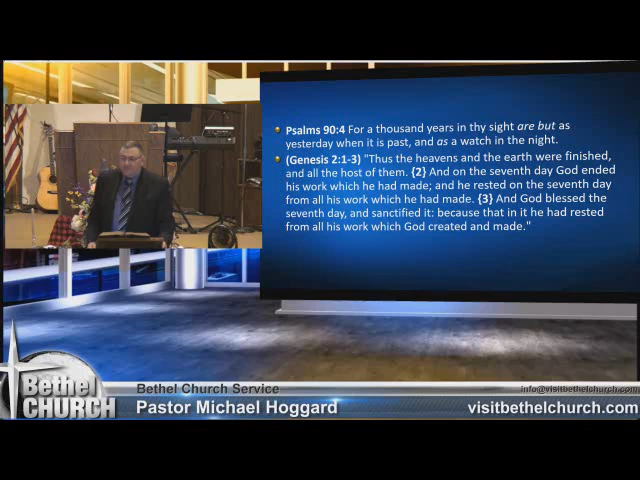 Psalms 90:4 For a thousand years in thy sight are but as
yesterday when it is past, and as a watch in the night.
(Genesis 2:1-3) "Thus the heavens and the earth were finished,
and all the host of them. {2} And on the seventh day God ended
his work which he had made; and he rested on the seventh day
from all his work which he had made. {3} And God blessed the
seventh day, and sanctified it: because that in it he had rested
from all his work which God created and made."
Bethel
CHURCH
Bethel Church Service
info@visitbethelchurch.com
Pastor Michael Hoggard
visitbethelchurch.com